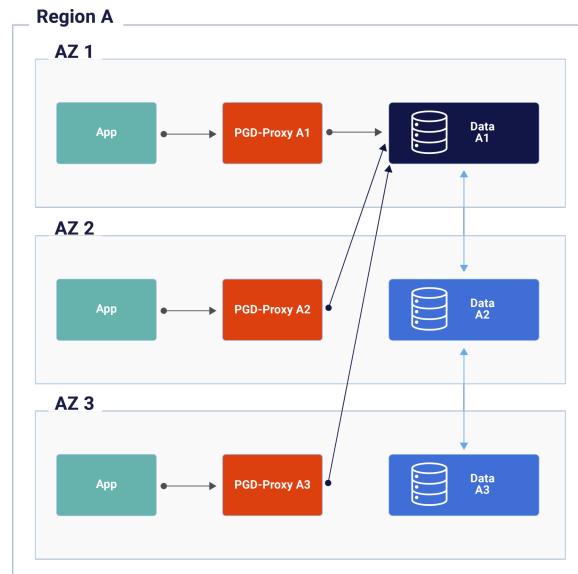 Region A
AZ 1
App
PGD-Proxy A1
Data
A1
AZ 2
App
PGD-Proxy A2
Data
A2
AZ 3
App
PGD-Proxy A3
Data
A3